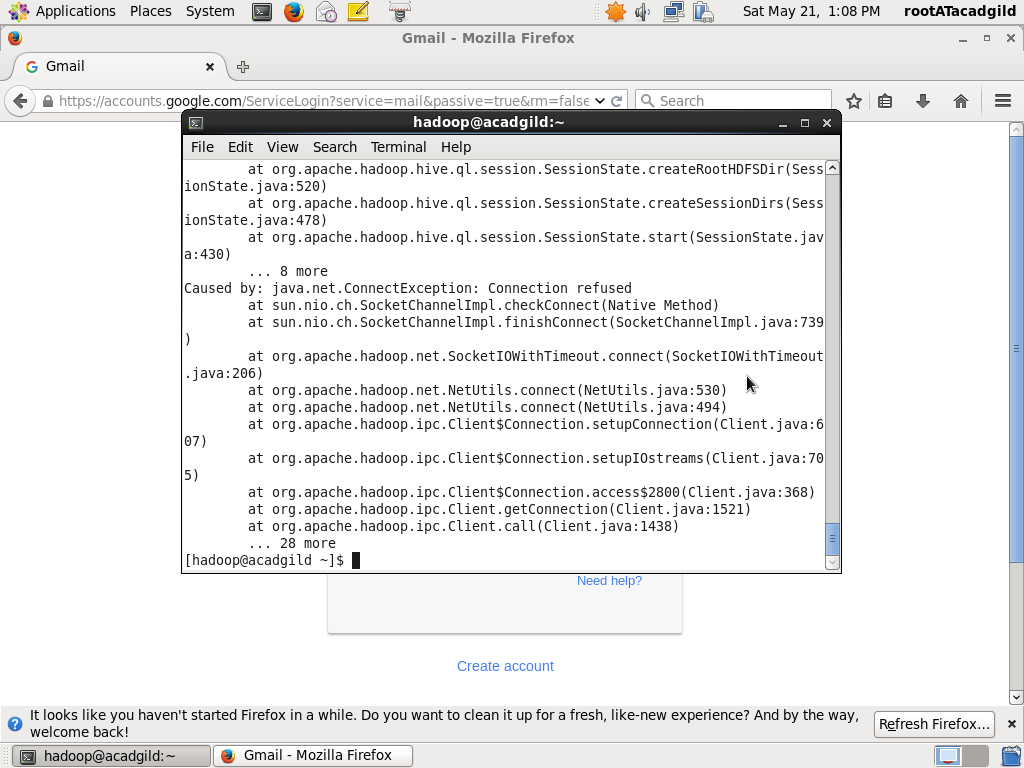 Applications Places System
Sat May 21, 1:08 PM rootATacadgild
Gmail - Mozilla Firefox
Gmail
https://accounts.google.com/ServiceLogin?service=mail&passive=true&rm=false
Search
hadoop@acadgild:~
File Edit View Search Terminal Help
at org.apache.hadoop.hive.ql.session.SessionState.createRootHDFSDir(Sess
ionState.java:520)
at org.apache.hadoop.hive.ql.session.SessionState.createSessionDirs(Sess
ionState.java:478)
at org.apache.hadoop.hive.ql.session.SessionState.start(SessionState.jav
a:430)
... 8 more
Caused by: java.net.ConnectException: Connection refused
at sun.nio.ch.SocketChannelImpl.checkConnect(Native Method)
at sun.nio.ch.SocketChannelImpl.finishConnect(SocketChannelImpl.java:739
)
at org.apache.hadoop.net.SocketIOWithTimeout.connect(SocketIOWithTimeout
.java:206)
at org.apache.hadoop.net.NetUtils.connect(NetUtils.java:530)
at org.apache.hadoop.net.NetUtils.connect(NetUtils.java:494)
at org.apache.hadoop.ipc.Client$Connection.setupConnection(Client.java:6
07)
at org.apache.hadoop.ipc.Client$Connection.setupIOstreams(Client.java:70
5)
at org.apache.hadoop.ipc.Client$Connection.access$2800(Client.java:368)
at org.apache.hadoop.ipc.Client.getConnection(Client.java:1521)
at org.apache.hadoop.ipc.Client.call(Client.java:1438)
... 28 more
[hadoop@acadgild ~]$
Need help?
Create account
It looks like you haven't started Firefox in a while. Do you want to clean it up for a fresh, like-new experience? And by the way,
welcome back!
Refresh Firefox...
hadoop@acadgild:~
Gmail - Mozilla Firefox